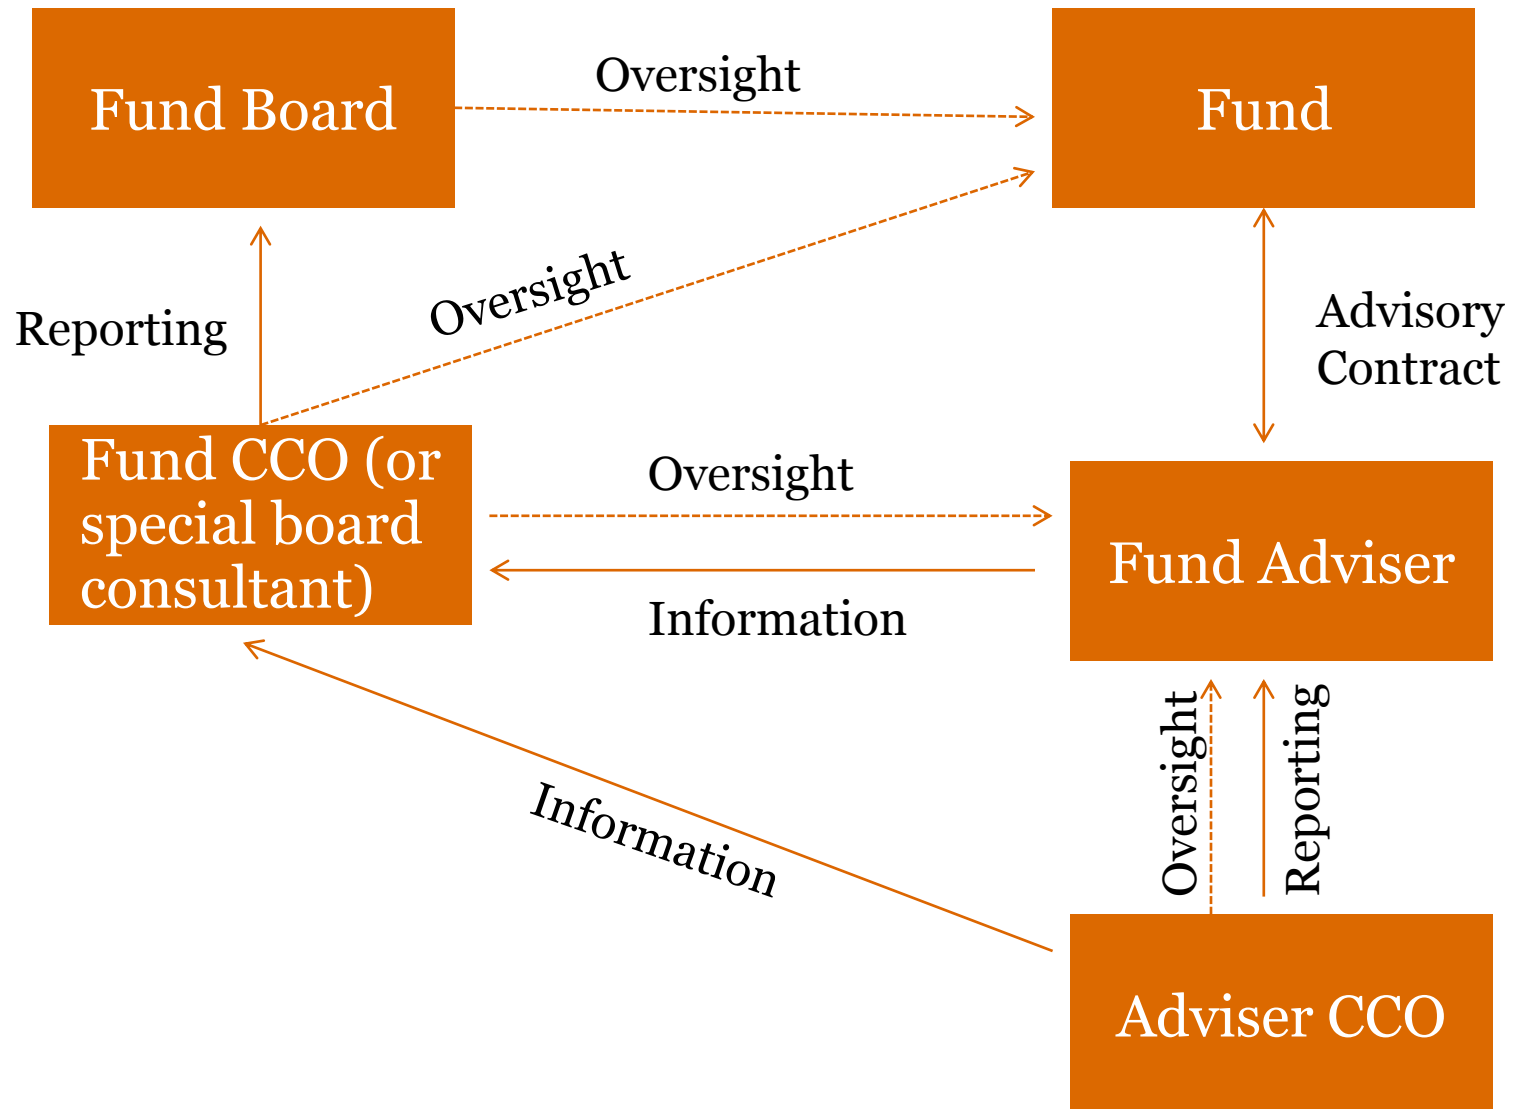 Fund Board
Oversight
Fund
Reporting
Oversight
Advisory
Contract
Fund CCO (or
special board
consultant)
Oversight
Information
Fund Adviser
Information
Oversight
Reporting
Adviser CCO